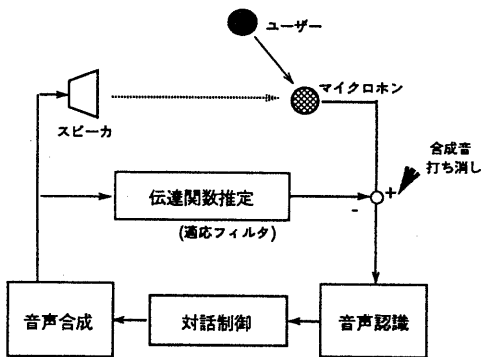 ユーザー
マイクロホン
スピーカ
合成音
打ち消し
伝達関数推定
- +
(適応フィルタ)
音声合成
対話制御
音声認識